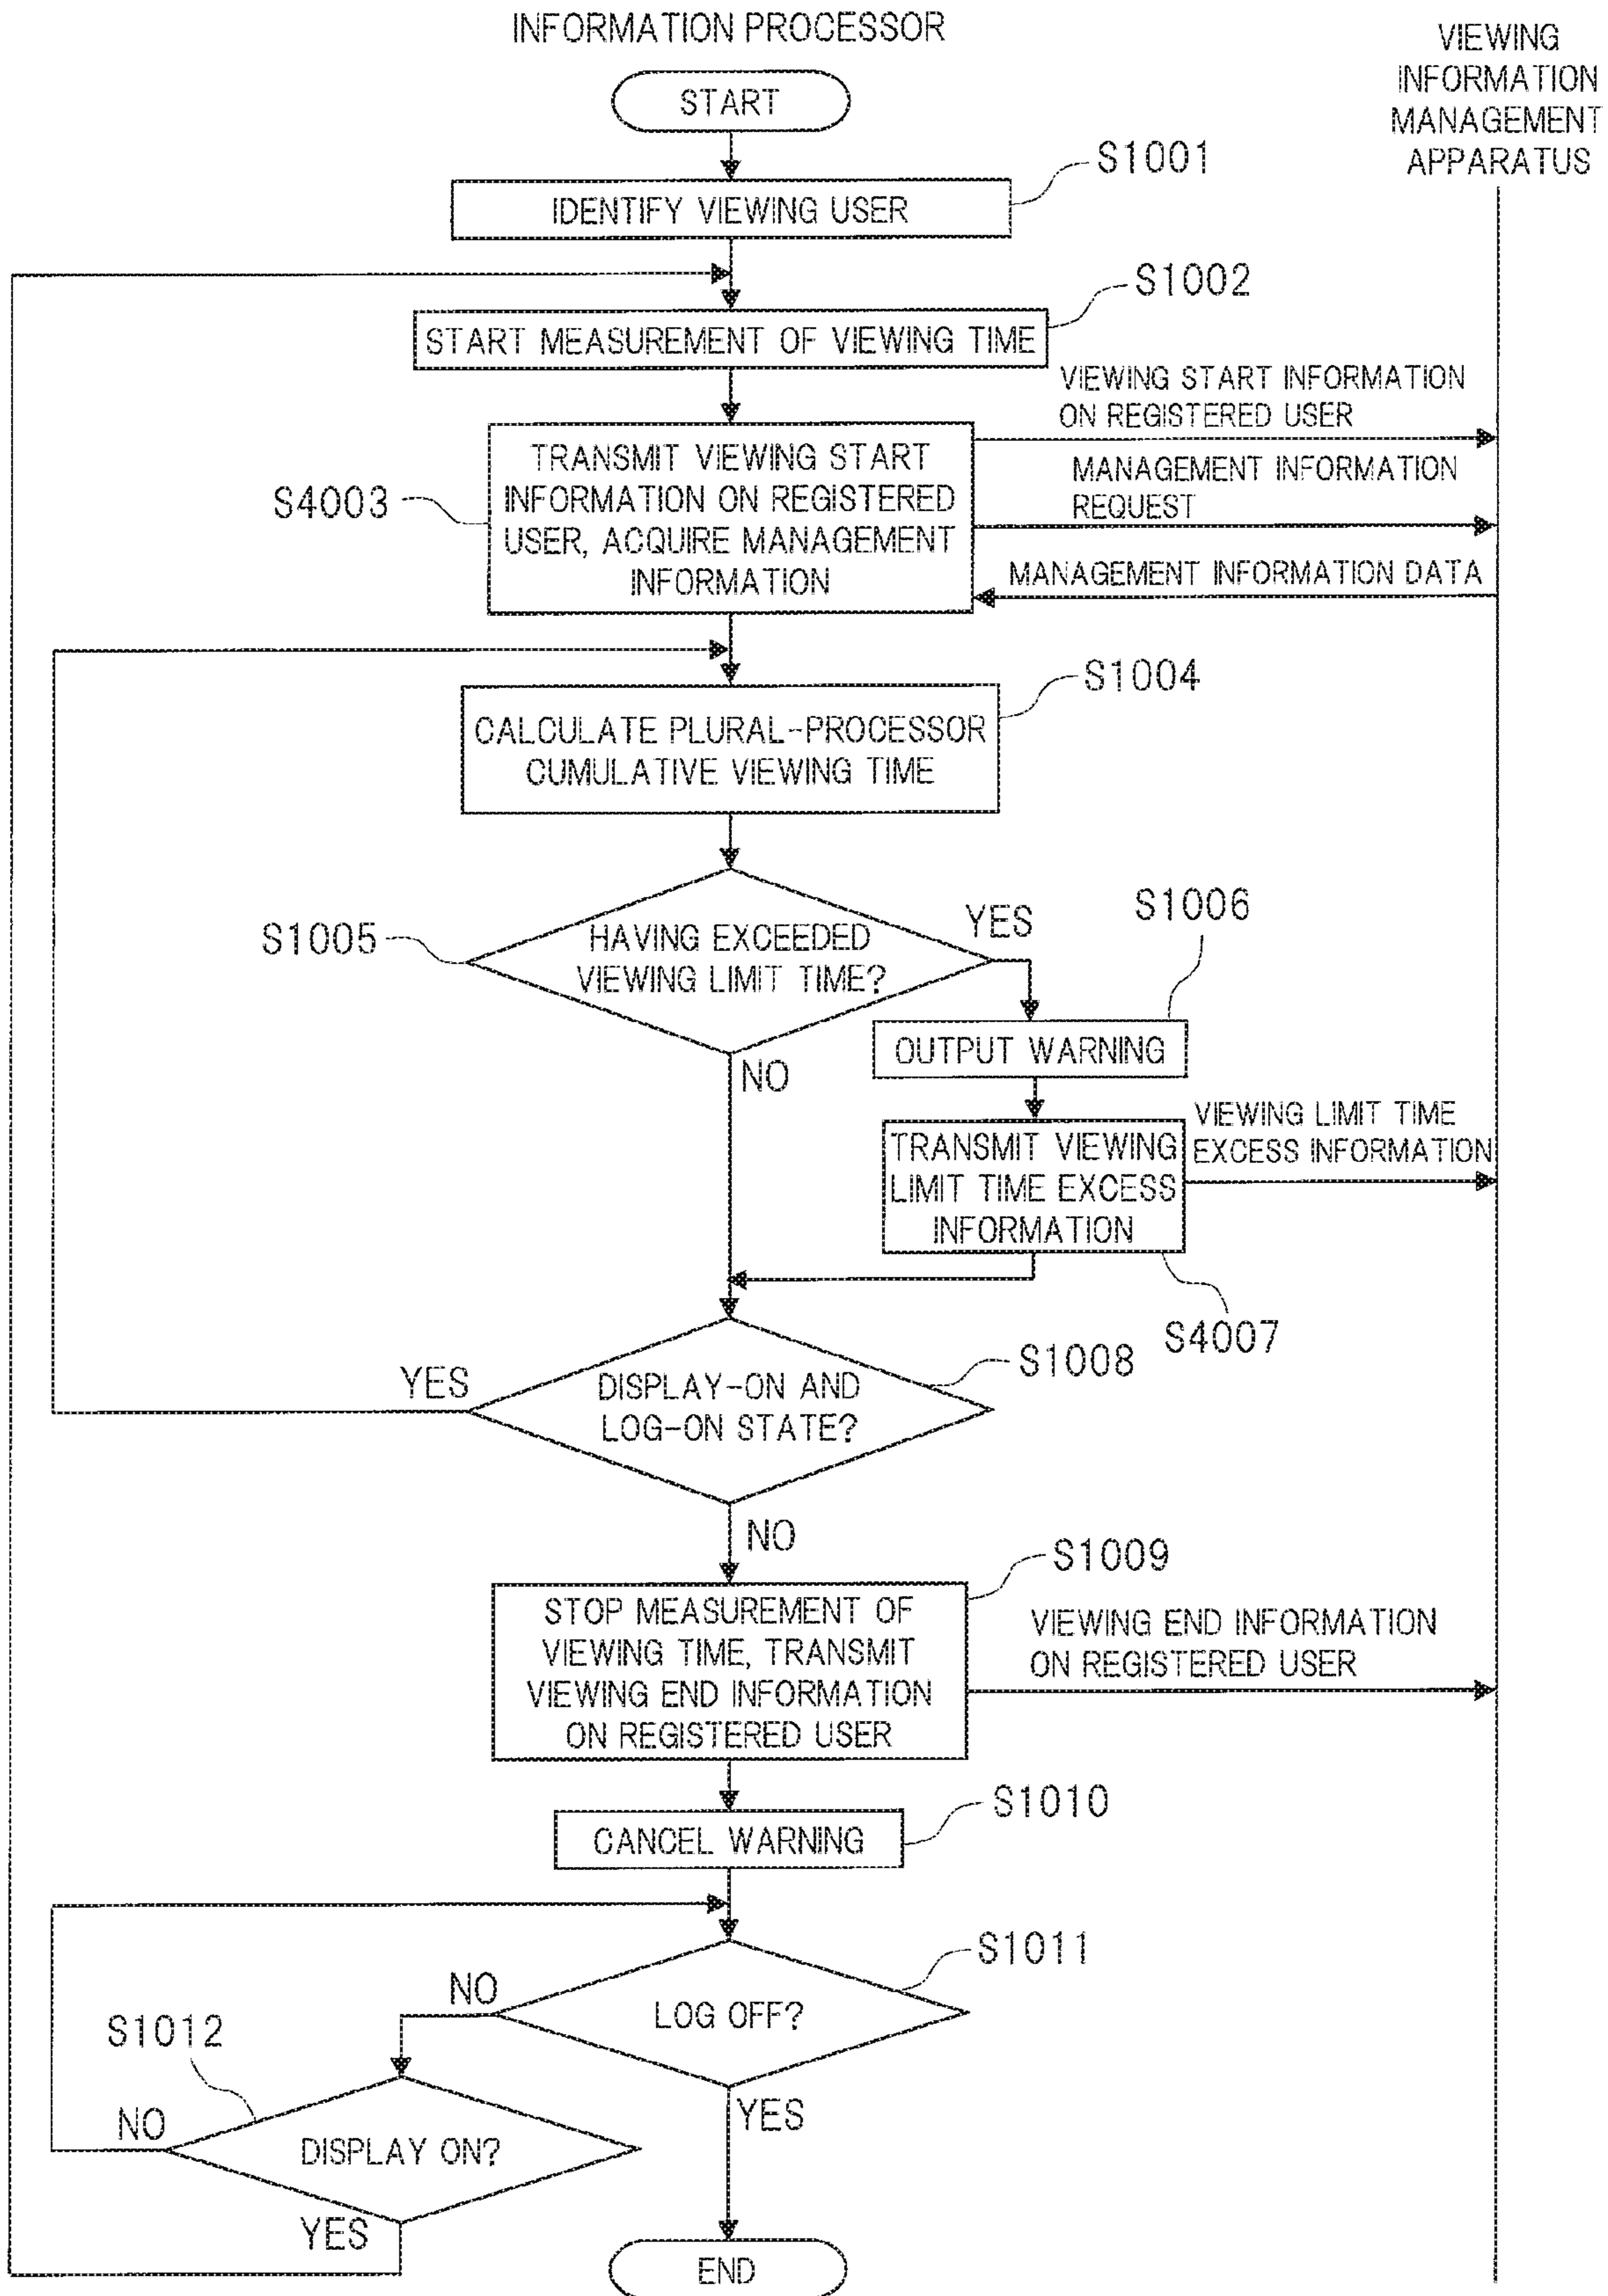 INFORMATION PROCESSOR
VIEWING
INFORMATION
MANAGEMENT
APPARATUS
START
S1001
IDENTIFY VIEWING USER
S1002
START MEASUREMENT OF VIEWING TIME
VIEWING START INFORMATION
ON REGISTERED USER
S4003
TRANSMIT VIEWING START
INFORMATION ON REGISTERED
USER, ACQUIRE MANAGEMENT
INFORMATION
MANAGEMENT INFORMATION
REQUEST
MANAGEMENT INFORMATION DATA
S1004
CALCULATE PLURAL-PROCESSOR
CUMULATIVE VIEWING TIME
S1005
HAVING EXCEEDED
VIEWING LIMIT TIME?
YES
S1006
OUTPUT WARNING
NO
TRANSMIT VIEWING
LIMIT TIME EXCESS
INFORMATION
VIEWING LIMIT TIME
EXCESS INFORMATION
S4007
S1008
YES
DISPLAY-ON AND
LOG-ON STATE?
NO
S1009
STOP MEASUREMENT OF
VIEWING TIME, TRANSMIT
VIEWING END INFORMATION
ON REGISTERED USER
VIEWING END INFORMATION
ON REGISTERED USER
S1010
CANCEL WARNING
S1011
NO
LOG OFF?
S1012
YES
NO
DISPLAY ON?
YES
END